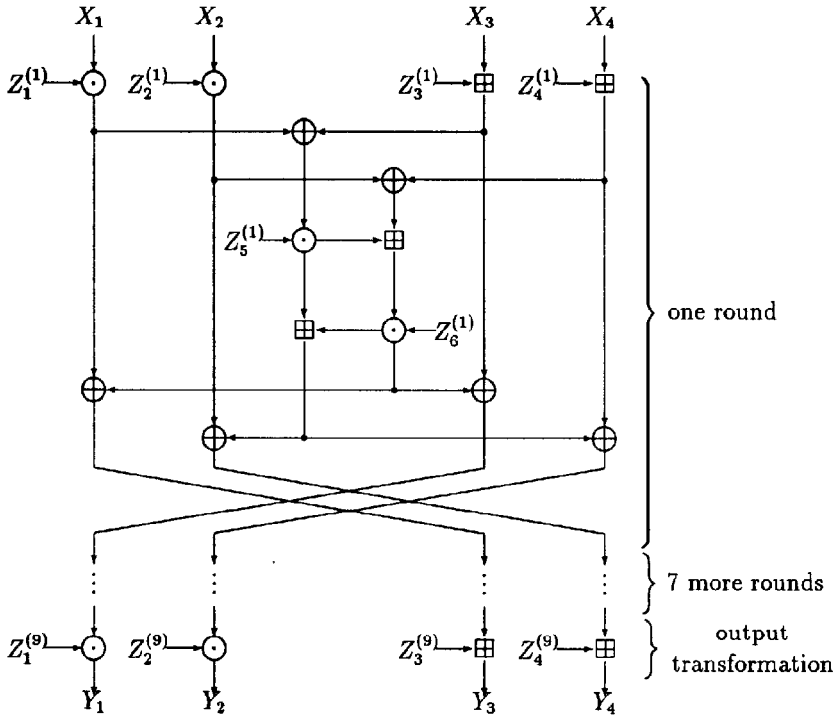 X₁ X₂ X₃ X₄
Z₁⁽¹⁾ Z₂⁽¹⁾ Z₃⁽¹⁾ Z₄⁽¹⁾
Z₅⁽¹⁾
Z₆⁽¹⁾
one round
7 more rounds
Z₁⁽⁹⁾ Z₂⁽⁹⁾ Z₃⁽⁹⁾ Z₄⁽⁹⁾
output
transformation
Y₁ Y₂ Y₃ Y₄